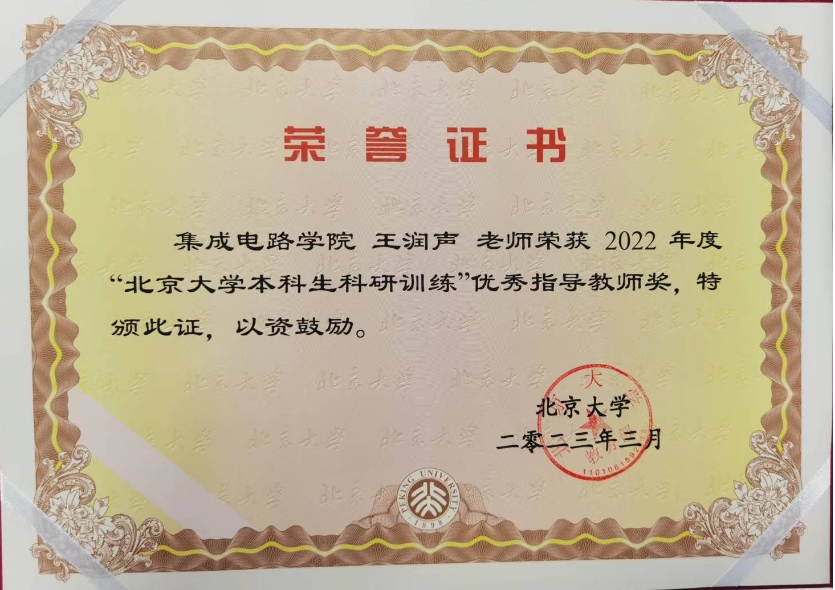 荣誉证书
集成电路学院 王润声 老师荣获 2022 年度
“北京大学本科生科研训练”优秀指导教师奖，特
颁此证，以资鼓励。
北京大学
二零二三年三月
PEKING UNIVERSITY
1898